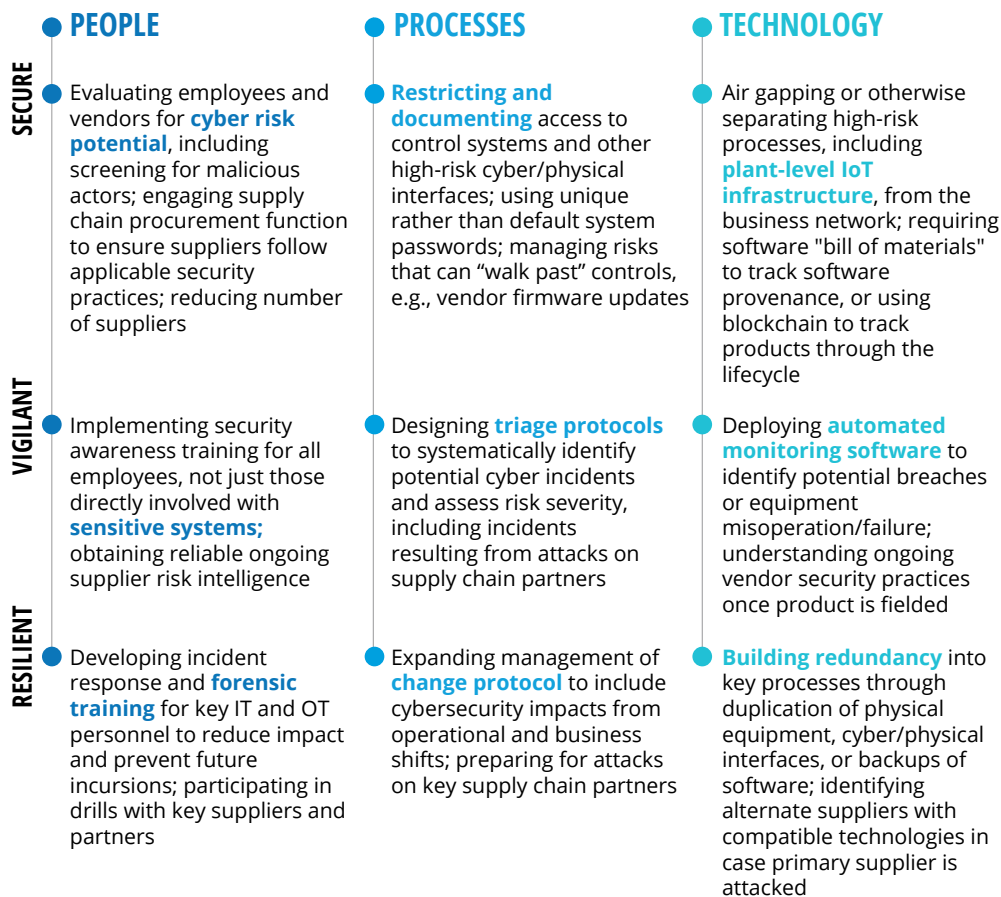 PEOPLE
PROCESSES
TECHNOLOGY
SECURE
Evaluating employees and
vendors for cyber risk
potential, including
screening for malicious
actors; engaging supply
chain procurement function
to ensure suppliers follow
applicable security
practices; reducing number
of suppliers
Restricting and
documenting access to
control systems and other
high-risk cyber/physical
interfaces; using unique
rather than default system
passwords; managing risks
that can “walk past” controls,
e.g., vendor firmware updates
Air gapping or otherwise
separating high-risk
processes, including
plant-level IoT
infrastructure, from the
business network; requiring
software "bill of materials"
to track software
provenance, or using
blockchain to track
products through the
lifecycle
VIGILANT
Implementing security
awareness training for all
employees, not just those
directly involved with
sensitive systems;
obtaining reliable ongoing
supplier risk intelligence
Designing triage protocols
to systematically identify
potential cyber incidents
and assess risk severity,
including incidents
resulting from attacks on
supply chain partners
Deploying automated
monitoring software to
identify potential breaches
or equipment
misoperation/failure;
understanding ongoing
vendor security practices
once product is fielded
RESILIENT
Developing incident
response and forensic
training for key IT and OT
personnel to reduce impact
and prevent future
incursions; participating in
drills with key suppliers and
partners
Expanding management of
change protocol to include
cybersecurity impacts from
operational and business
shifts; preparing for attacks
on key supply chain partners
Building redundancy into
key processes through
duplication of physical
equipment, cyber/physical
interfaces, or backups of
software; identifying
alternate suppliers with
compatible technologies in
case primary supplier is
attacked